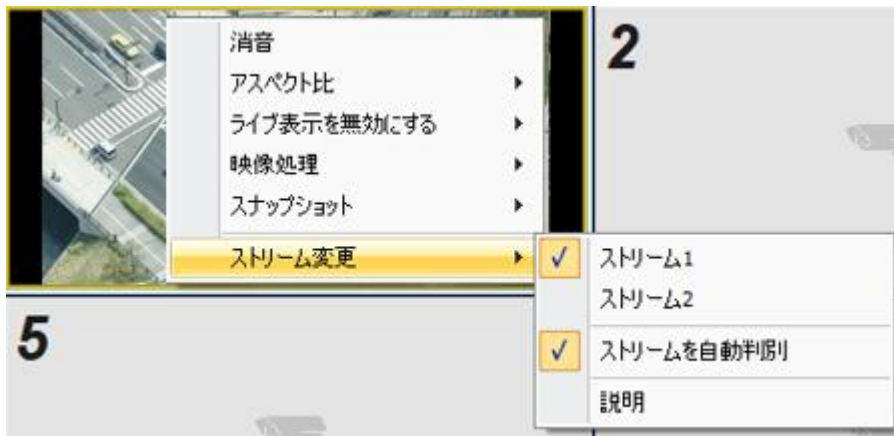 消音
2
アスペクト比
ライブ表示を無効にする
映像処理
スナップショット
ストリーム変更
ストリーム1
ストリーム2
5
ストリームを自動判別
説明